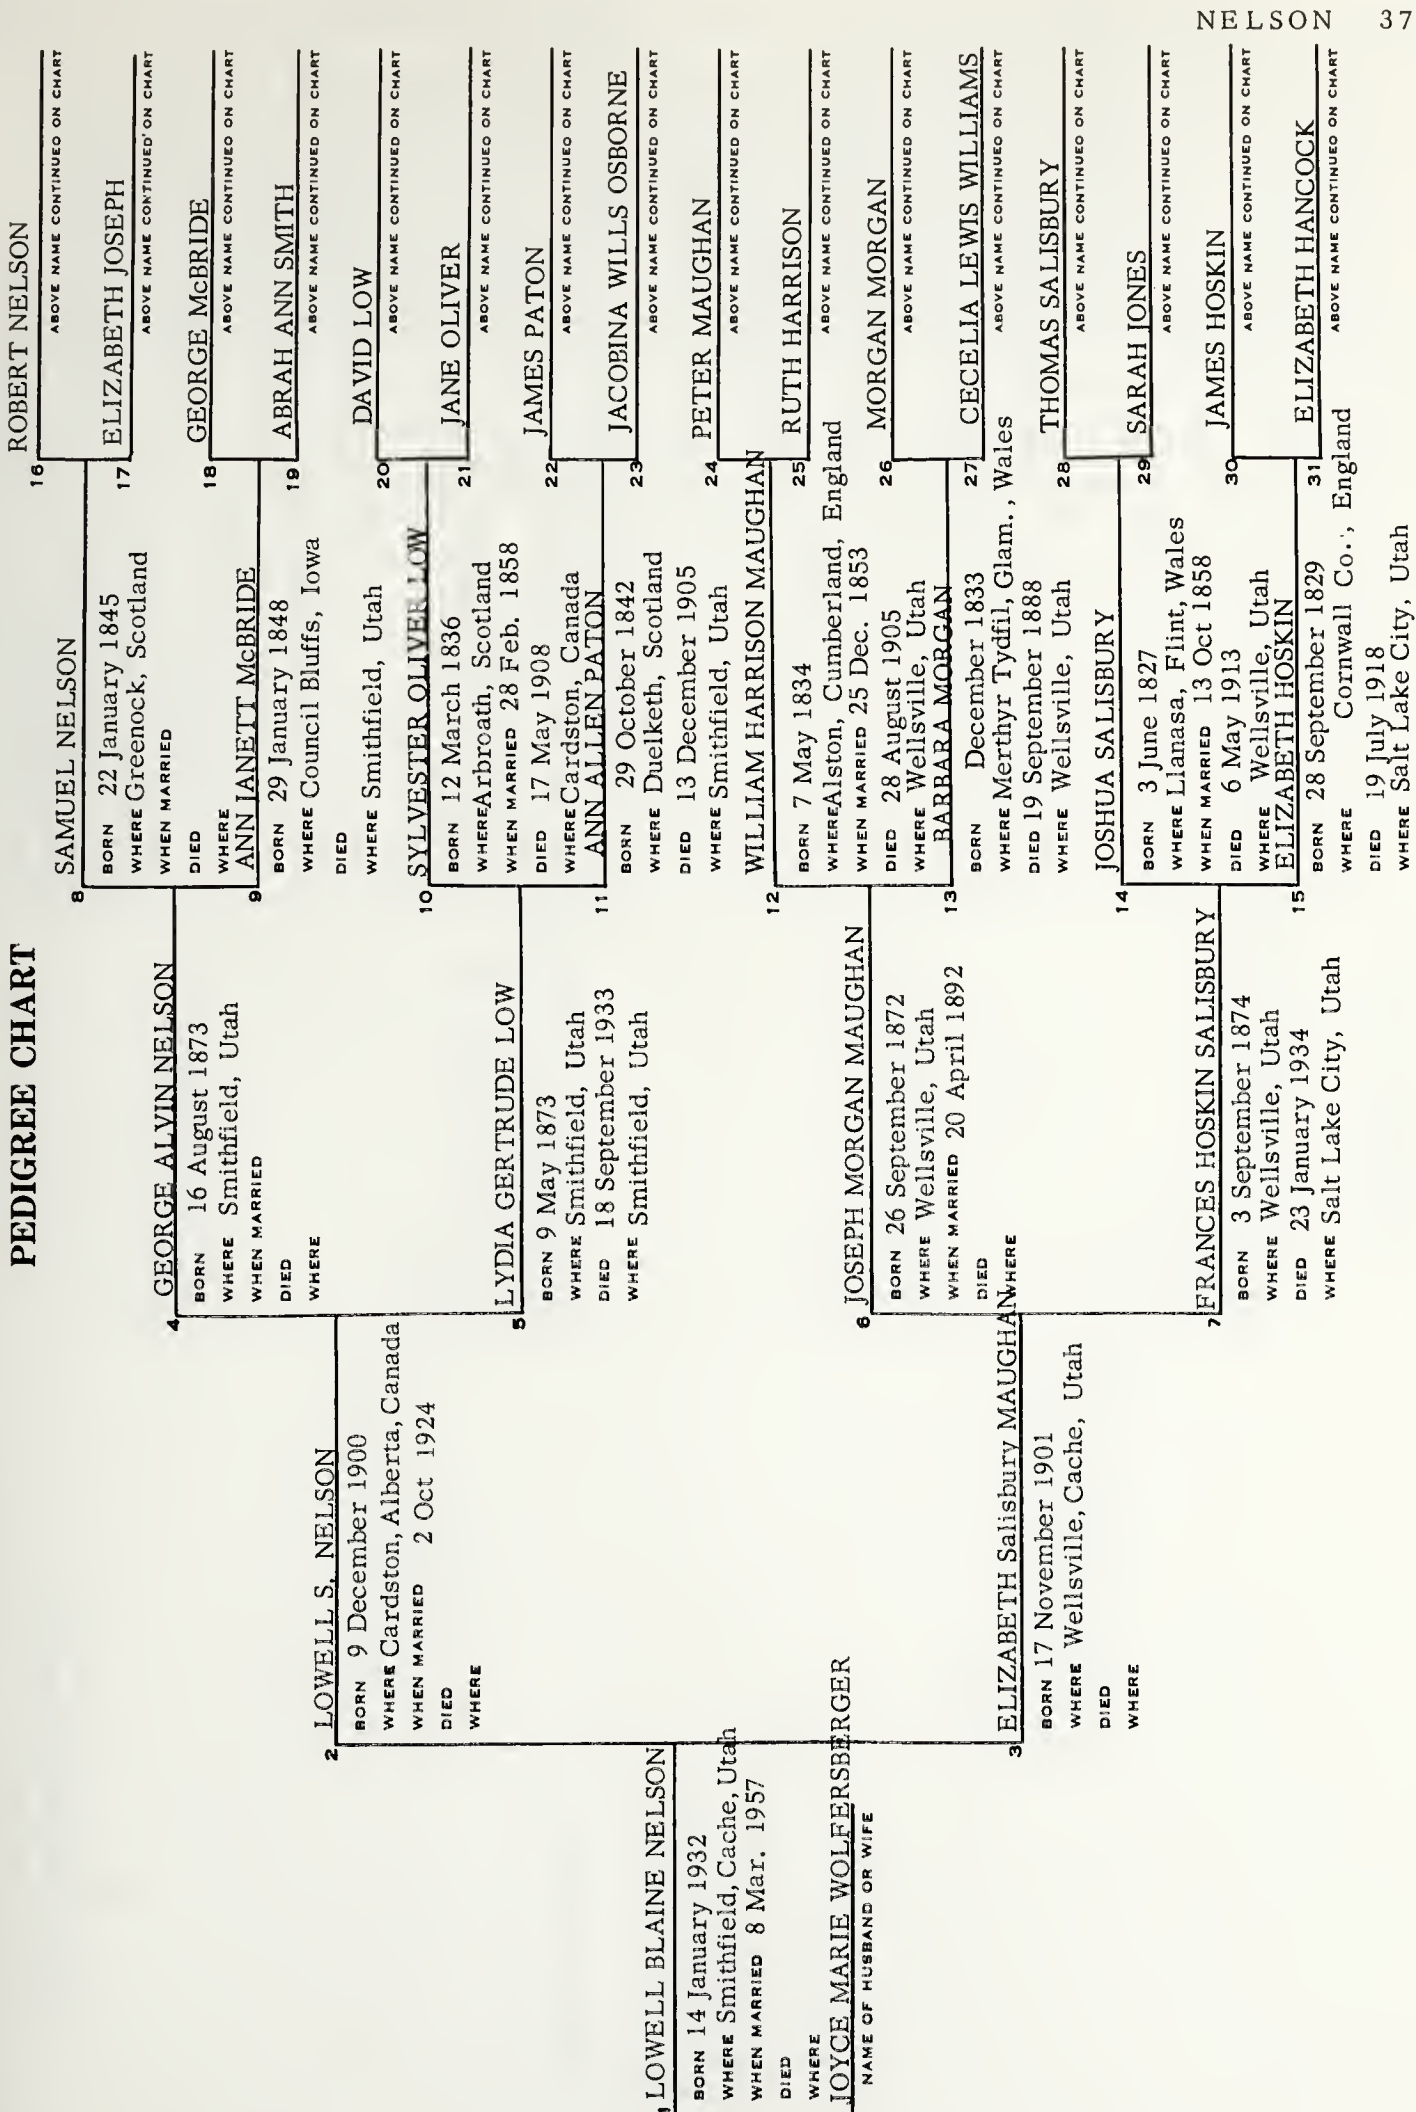 NELSON 37
PEDIGREE CHART
LOWELL BLAINE NELSON
BORN 14 January 1932
WHERE Smithfield, Cache, Utah
WHEN MARRIED 8 Mar. 1957
DIED
WHERE
JOYCE MARIE WOLFERSBERGER
NAME OF HUSBAND OR WIFE
2
LOWELL S. NELSON
BORN 9 December 1900
WHERE Cardston, Alberta, Canada
WHEN MARRIED 2 Oct 1924
DIED
WHERE
3
ELIZABETH Salisbury MAUGHAN
BORN 17 November 1901
WHERE Wellsville, Cache, Utah
DIED
WHERE
4
GEORGE ALVIN NELSON
BORN 16 August 1873
WHERE Smithfield, Utah
WHEN MARRIED
DIED
WHERE
5
LYDIA GERTRUDE LOW
BORN 9 May 1873
WHERE Smithfield, Utah
DIED 18 September 1933
WHERE Smithfield, Utah
6
JOSEPH MORGAN MAUGHAN
BORN 26 September 1872
WHERE Wellsville, Utah
WHEN MARRIED 20 April 1892
DIED
WHERE
7
FRANCES HOSKIN SALISBURY
BORN 3 September 1874
WHERE Wellsville, Utah
DIED 23 January 1934
WHERE Salt Lake City, Utah
8
SAMUEL NELSON
BORN 22 January 1845
WHERE Greenock, Scotland
WHEN MARRIED
DIED
WHERE
9
ANN JANETT McBRIDE
BORN 29 January 1848
WHERE Council Bluffs, Iowa
DIED
WHERE Smithfield, Utah
10
SYLVESTER OLIVER LOW
BORN 12 March 1836
WHERE Arbroath, Scotland
WHEN MARRIED 28 Feb. 1858
DIED 17 May 1908
WHERE Cardston, Canada
11
ANN ALLEN PATON
BORN 29 October 1842
WHERE Duelketh, Scotland
DIED 13 December 1905
WHERE Smithfield, Utah
12
WILLIAM HARRISON MAUGHAN
BORN 7 May 1834
WHERE Alston, Cumberland, England
WHEN MARRIED 25 Dec. 1853
DIED 28 August 1905
WHERE Wellsville, Utah
13
BARBARA MORGAN
BORN December 1833
WHERE Merthyr Tydfil, Glam., Wales
DIED 19 September 1888
WHERE Wellsville, Utah
14
JOSHUA SALISBURY
BORN 3 June 1827
WHERE Llanasa, Flint, Wales
WHEN MARRIED 13 Oct 1858
DIED 6 May 1913
WHERE Wellsville, Utah
15
ELIZABETH HOSKIN
BORN 28 September 1829
WHERE Cornwall Co., England
DIED 19 July 1918
WHERE Salt Lake City, Utah
16
ROBERT NELSON
ABOVE NAME CONTINUED ON CHART
17
ELIZABETH JOSEPH
ABOVE NAME CONTINUED ON CHART
18
GEORGE McBRIDE
ABOVE NAME CONTINUED ON CHART
19
ABRAH ANN SMITH
ABOVE NAME CONTINUED ON CHART
20
DAVID LOW
ABOVE NAME CONTINUED ON CHART
21
JANE OLIVER
ABOVE NAME CONTINUED ON CHART
22
JAMES PATON
ABOVE NAME CONTINUED ON CHART
23
JACOBINA WILLS OSBORNE
ABOVE NAME CONTINUED ON CHART
24
PETER MAUGHAN
ABOVE NAME CONTINUED ON CHART
25
RUTH HARRISON
ABOVE NAME CONTINUED ON CHART
26
MORGAN MORGAN
ABOVE NAME CONTINUED ON CHART
27
CECELIA LEWIS WILLIAMS
ABOVE NAME CONTINUED ON CHART
28
THOMAS SALISBURY
ABOVE NAME CONTINUED ON CHART
29
SARAH JONES
ABOVE NAME CONTINUED ON CHART
30
JAMES HOSKIN
ABOVE NAME CONTINUED ON CHART
31
ELIZABETH HANCOCK
ABOVE NAME CONTINUED ON CHART